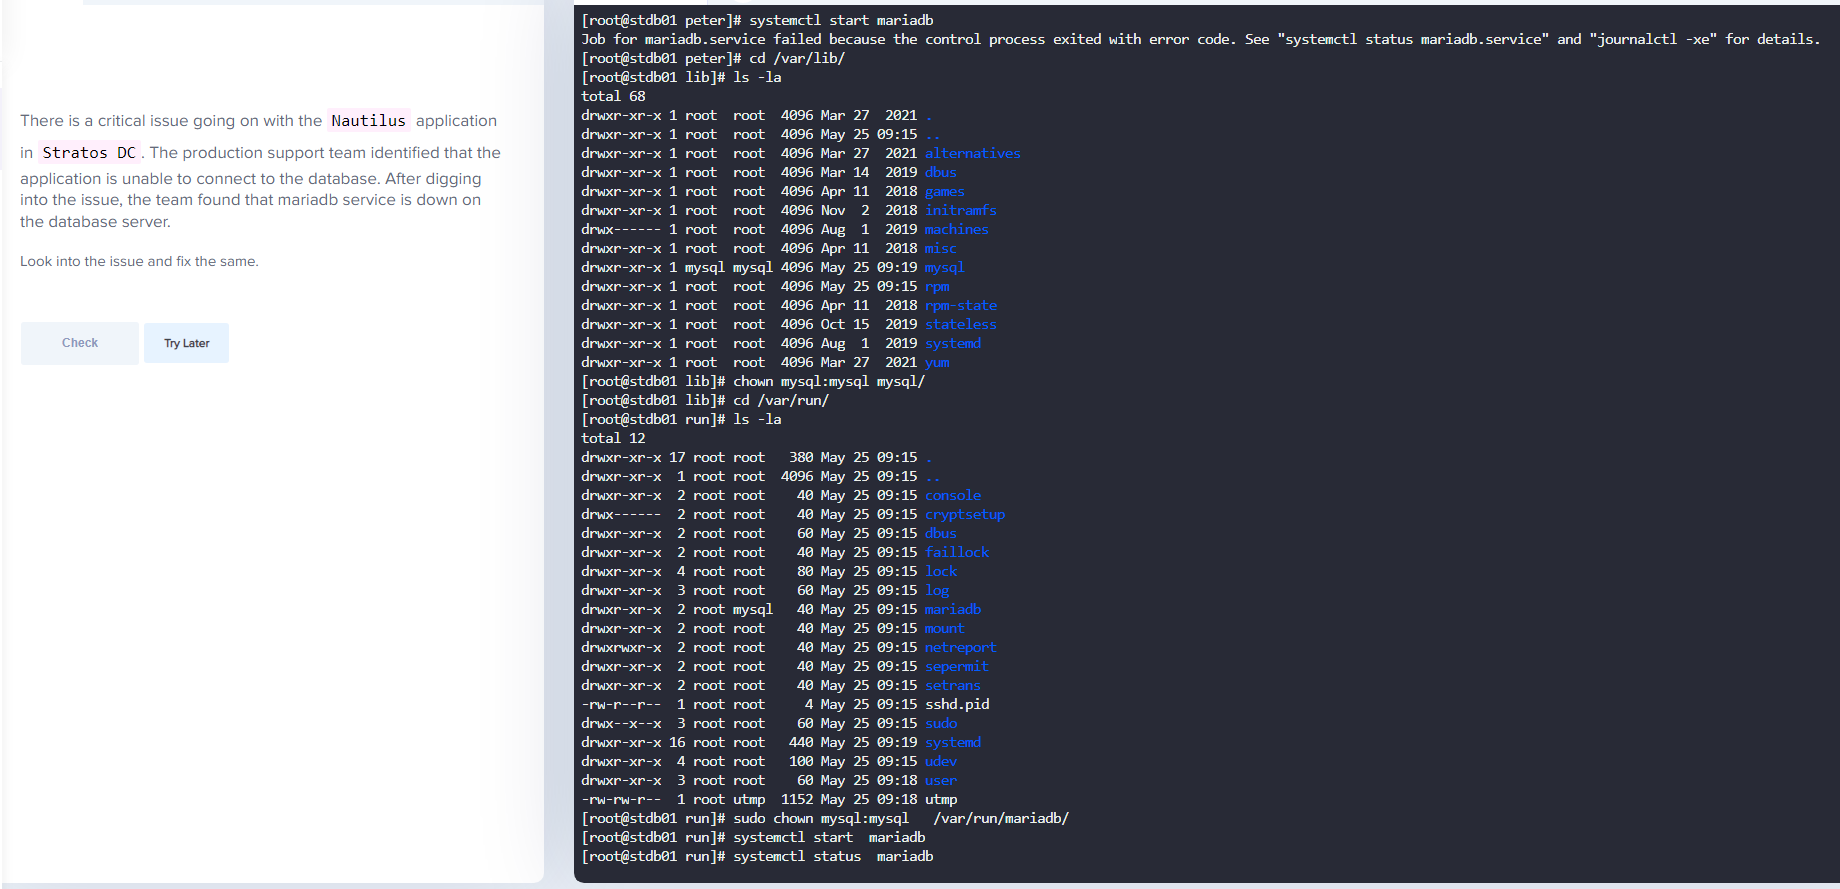 There is a critical issue going on with the Nautilus application
in Stratos DC. The production support team identified that the
application is unable to connect to the database. After digging
into the issue, the team found that mariadb service is down on
the database server.
Look into the issue and fix the same.
Check
Try Later
[root@stdb01 peter]# systemctl start mariadb
Job for mariadb.service failed because the control process exited with error code. See "systemctl status mariadb.service" and "journalctl -xe" for details.
[root@stdb01 peter]# cd /var/lib/
[root@stdb01 lib]# ls -la
total 68
drwxr-xr-x 1 root  root  4096 Mar 27  2021 .
drwxr-xr-x 1 root  root  4096 May 25 09:15 ..
drwxr-xr-x 1 root  root  4096 Mar 27  2021 alternatives
drwxr-xr-x 1 root  root  4096 Mar 14  2019 dbus
drwxr-xr-x 1 root  root  4096 Apr 11  2018 games
drwxr-xr-x 1 root  root  4096 Nov  2  2018 initramfs
drwx------ 1 root  root  4096 Aug  1  2019 machines
drwxr-xr-x 1 root  root  4096 Apr 11  2018 misc
drwxr-xr-x 1 mysql mysql 4096 May 25 09:19 mysql
drwxr-xr-x 1 root  root  4096 May 25 09:15 rpm
drwxr-xr-x 1 root  root  4096 Apr 11  2018 rpm-state
drwxr-xr-x 1 root  root  4096 Oct 15  2019 stateless
drwxr-xr-x 1 root  root  4096 Aug  1  2019 systemd
drwxr-xr-x 1 root  root  4096 Mar 27  2021 yum
[root@stdb01 lib]# chown mysql:mysql mysql/
[root@stdb01 lib]# cd /var/run/
[root@stdb01 run]# ls -la
total 12
drwxr-xr-x 17 root root   380 May 25 09:15 .
drwxr-xr-x  1 root root  4096 May 25 09:15 ..
drwxr-xr-x  2 root root    40 May 25 09:15 console
drwx------  2 root root    40 May 25 09:15 cryptsetup
drwxr-xr-x  2 root root    60 May 25 09:15 dbus
drwxr-xr-x  2 root root    40 May 25 09:15 faillock
drwxr-xr-x  4 root root    80 May 25 09:15 lock
drwxr-xr-x  3 root root    60 May 25 09:15 log
drwxr-xr-x  2 root mysql   40 May 25 09:15 mariadb
drwxr-xr-x  2 root root    40 May 25 09:15 mount
drwxrwxr-x  2 root root    40 May 25 09:15 netreport
drwxr-xr-x  2 root root    40 May 25 09:15 sepermit
drwxr-xr-x  2 root root    40 May 25 09:15 setrans
-rw-r--r--  1 root root     4 May 25 09:15 sshd.pid
drwx--x--x  3 root root    60 May 25 09:15 sudo
drwxr-xr-x 16 root root   440 May 25 09:19 systemd
drwxr-xr-x  4 root root   100 May 25 09:15 udev
drwxr-xr-x  3 root root    60 May 25 09:18 user
-rw-rw-r--  1 root utmp  1152 May 25 09:18 utmp
[root@stdb01 run]# sudo chown mysql:mysql   /var/run/mariadb/
[root@stdb01 run]# systemctl start  mariadb
[root@stdb01 run]# systemctl status  mariadb